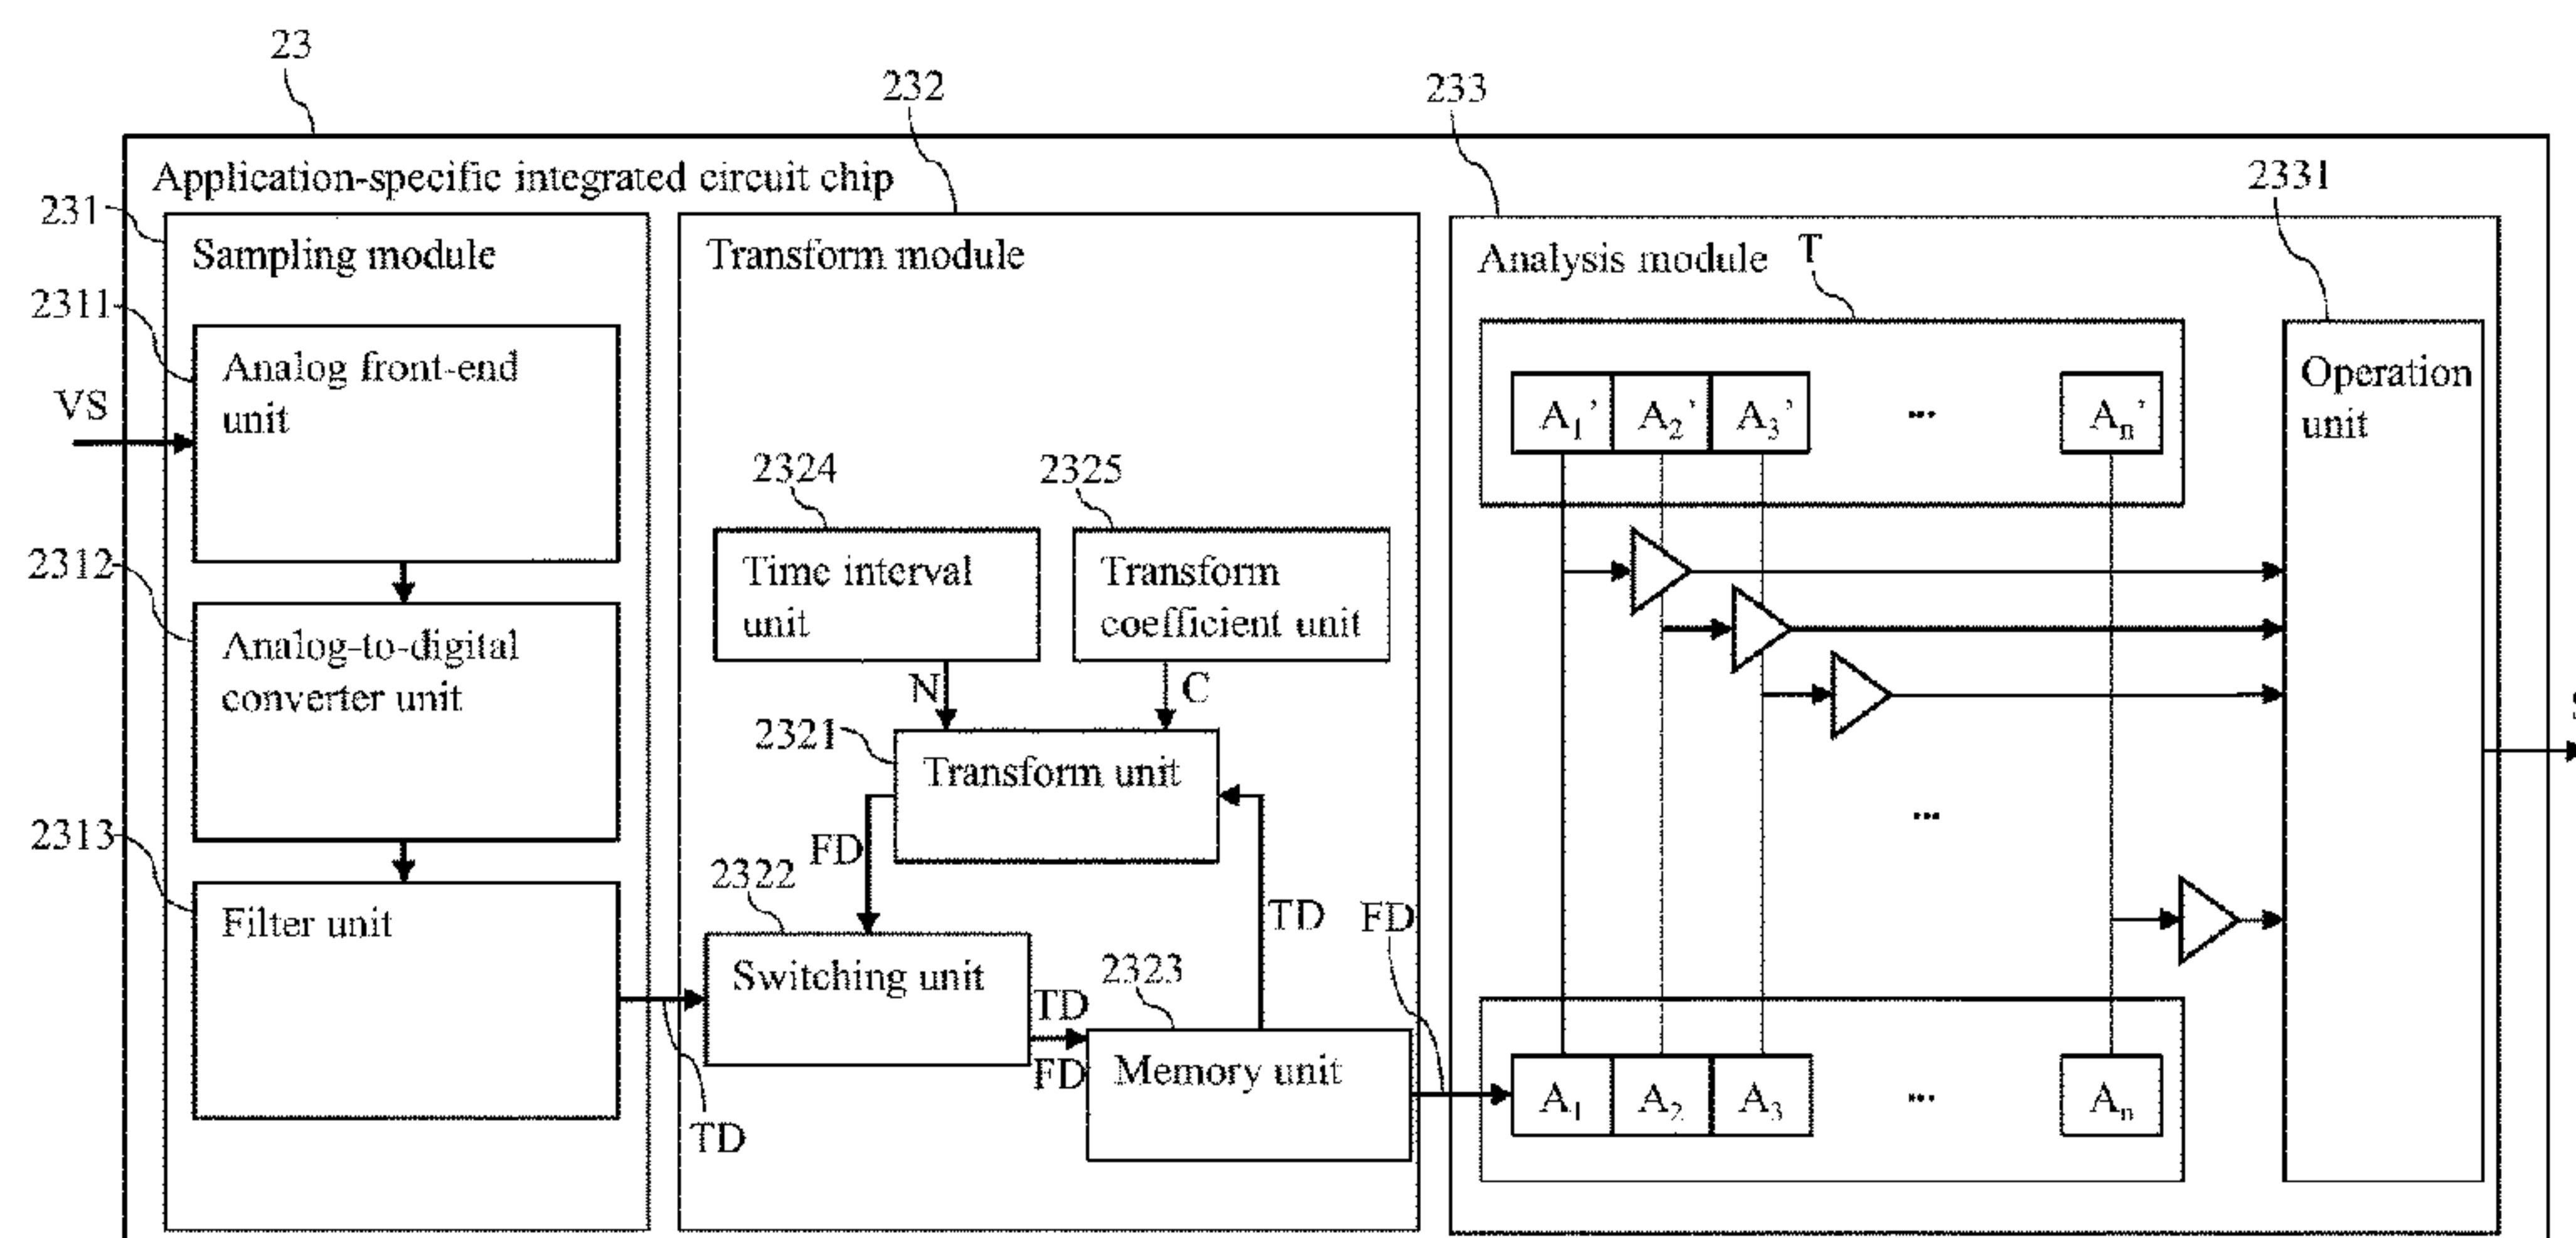 23
232
233
Application-specific integrated circuit chip
2331
231
Sampling module
Transform module
Analysis module
T
2311
Analog front-end
unit
VS
A1’ A2’ A3’ ... An’
Operation
unit
2324
2325
2312
Time interval
unit
Transform
coefficient unit
Analog-to-digital
converter unit
N
C
2321
Transform unit
...
2313
FD
2322
TD
FD
Filter unit
Switching unit
TD
FD
2323
Memory unit
A1 A2 A3 ... An
TD